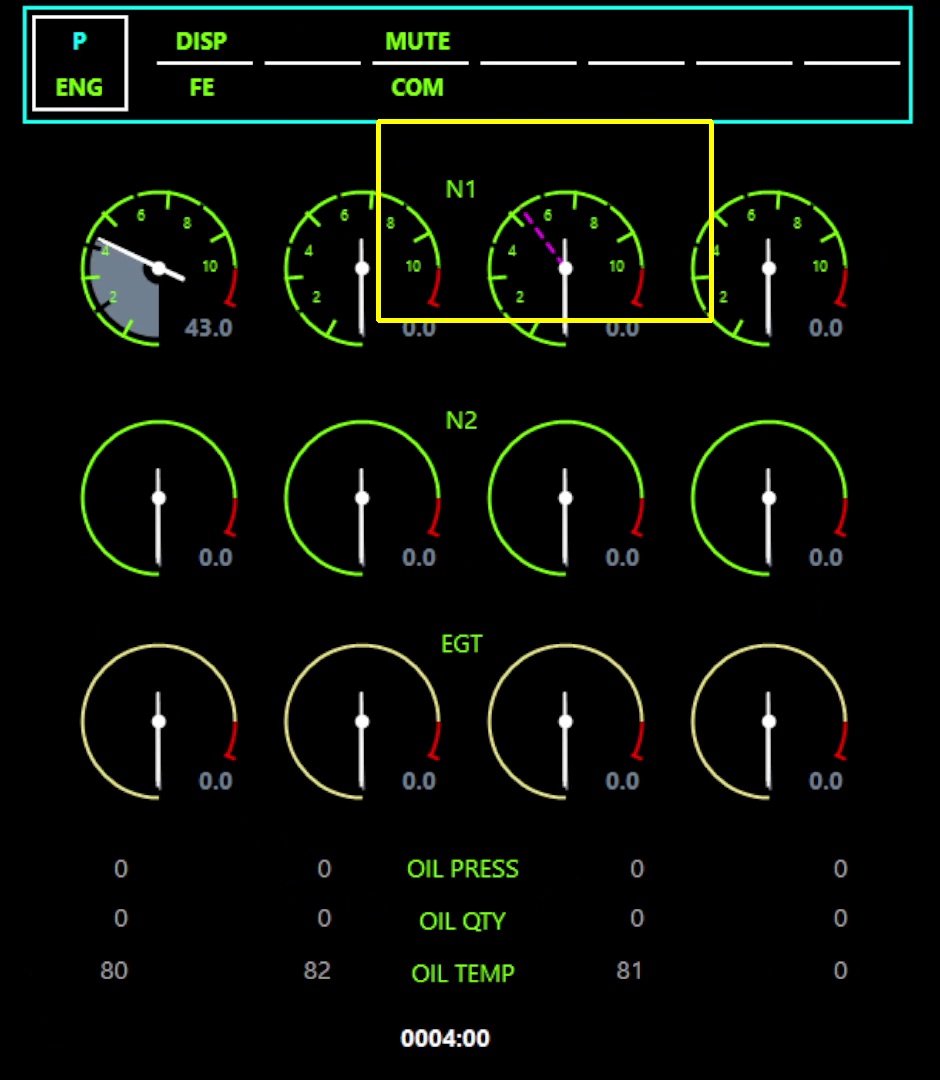 P DISP MUTE
ENG FE COM
N1
6 8 4 10 2 43.0
6 8 4 10 2 0.0
6 8 4 10 2 0.0
6 8 4 10 2 0.0
N2
0.0 0.0 0.0 0.0
EGT
0.0 0.0 0.0 0.0
0 0 OIL PRESS 0 0
0 0 OIL QTY 0 0
80 82 OIL TEMP 81 0
0004:00